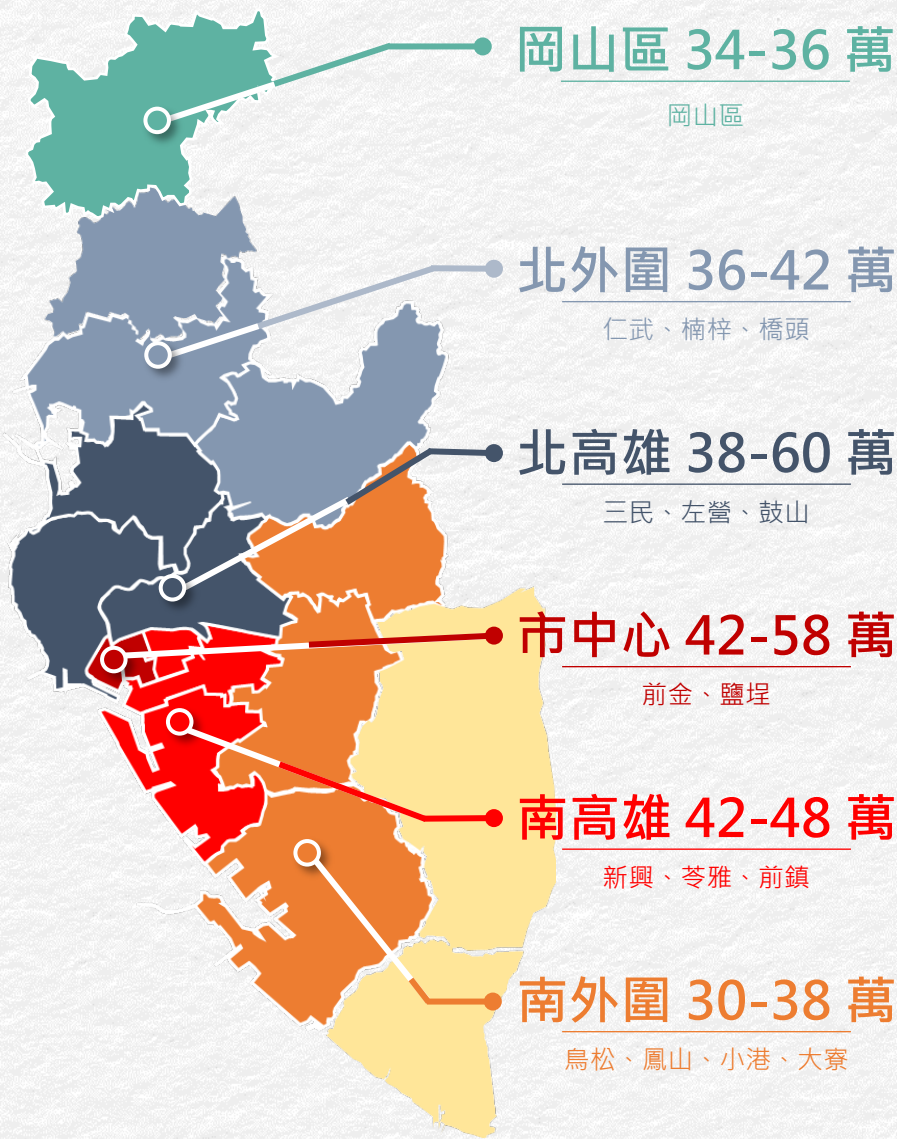 岡山區 34-36 萬
岡山區
北外圍 36-42 萬
仁武、楠梓、橋頭
北高雄 38-60 萬
三民、左營、鼓山
市中心 42-58 萬
前金、鹽埕
南高雄 42-48 萬
新興、苓雅、前鎮
南外圍 30-38 萬
鳥松、鳳山、小港、大寮